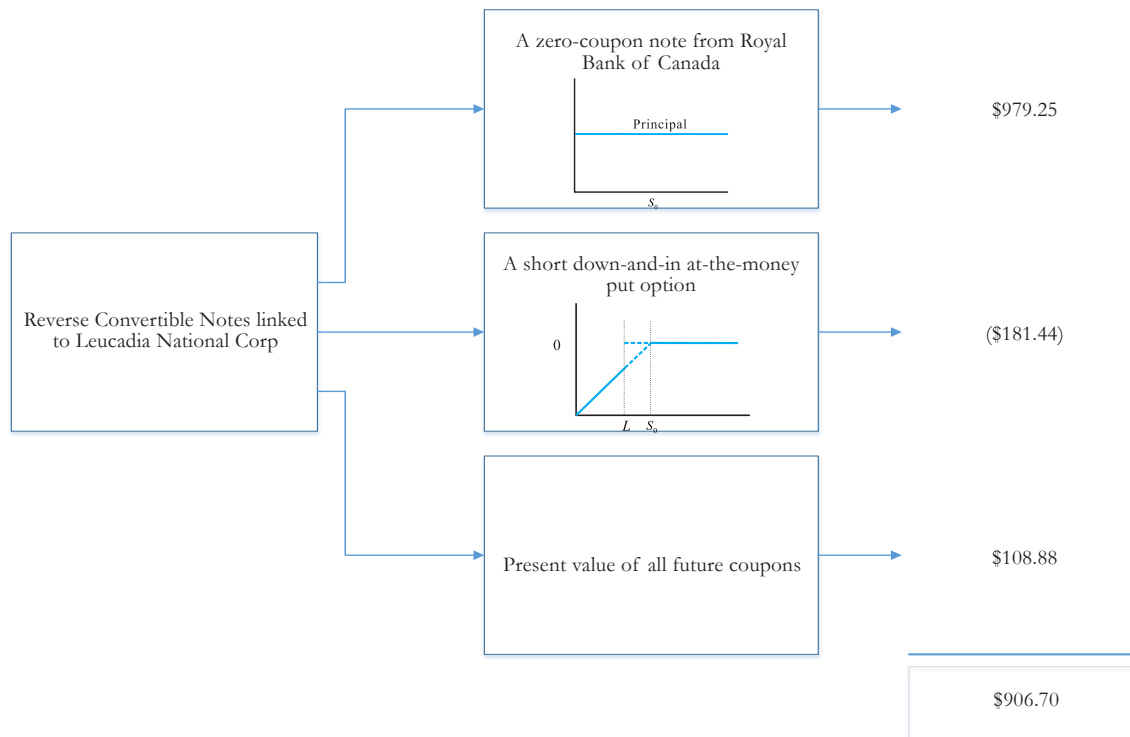 A zero-coupon note from Royal
Bank of Canada
Principal
S₀
$979.25
Reverse Convertible Notes linked
to Leucadia National Corp
A short down-and-in at-the-money
put option
0
L S₀
($181.44)
Present value of all future coupons
$108.88
$906.70